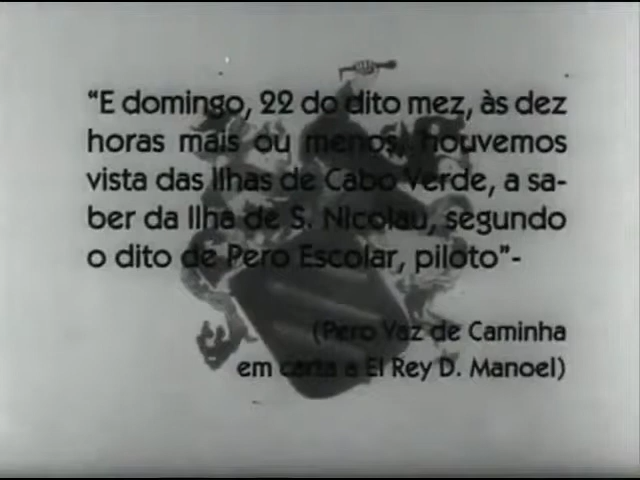 “E domingo, 22 do dito mez, às dez
horas mais ou menos, houvemos
vista das Ilhas de Cabo Verde, a sa-
ber da Ilha de S. Nicolau, segundo
o dito de Pero Escolar, piloto”-
(Pero Vaz de Caminha
em carta a El Rey D. Manoel)